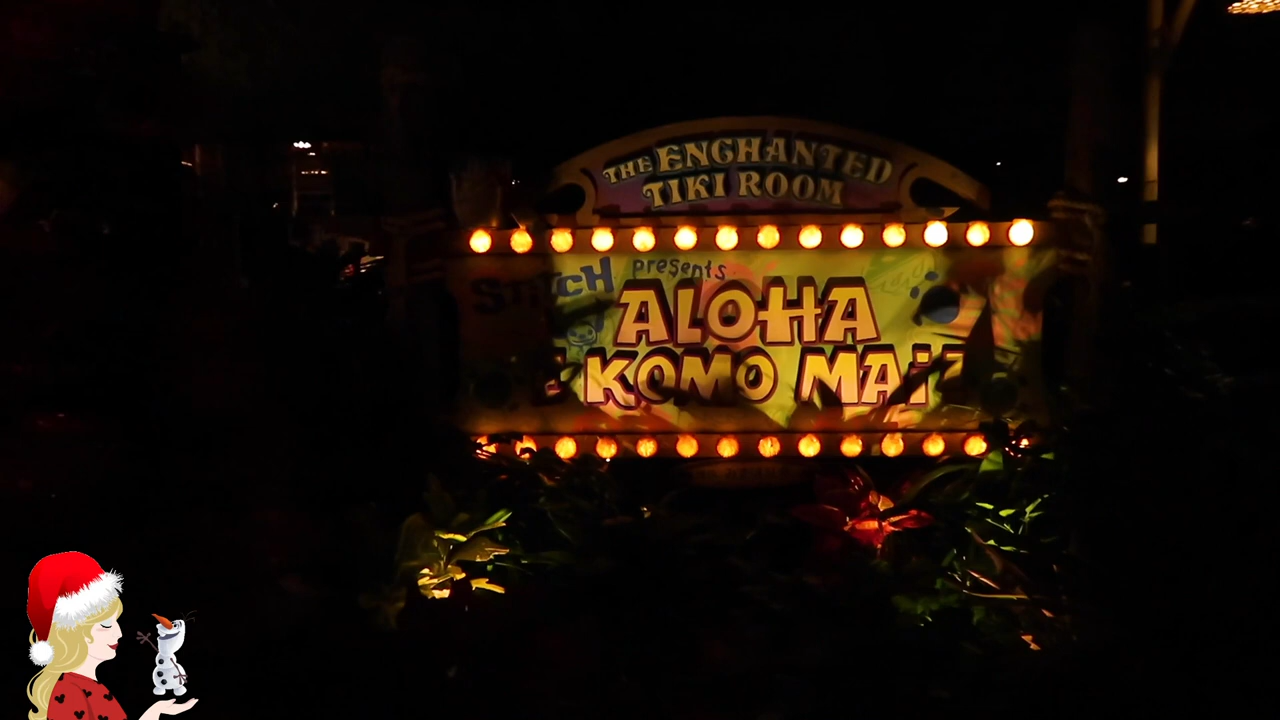 THE ENCHANTED
TIKI ROOM
STITCH presents
ALOHA
E KOMO MAI!